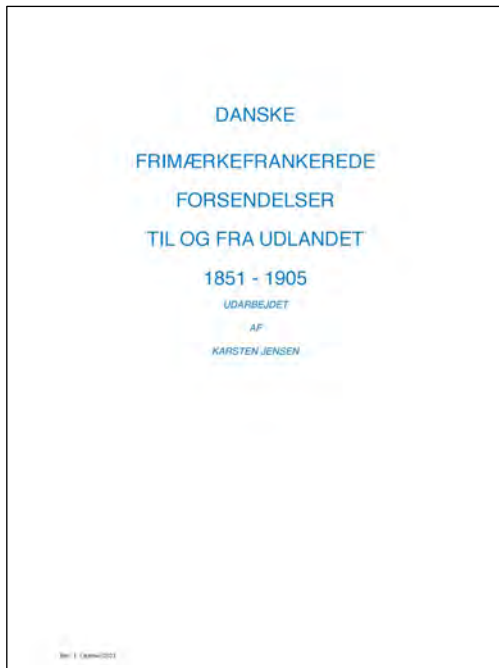 DANSKE
FRIMÆRKEFRANKEREDE
FORSENDELSER
TIL OG FRA UDLANDET
1851 - 1905
UDARBEJDET
AF
KARSTEN JENSEN